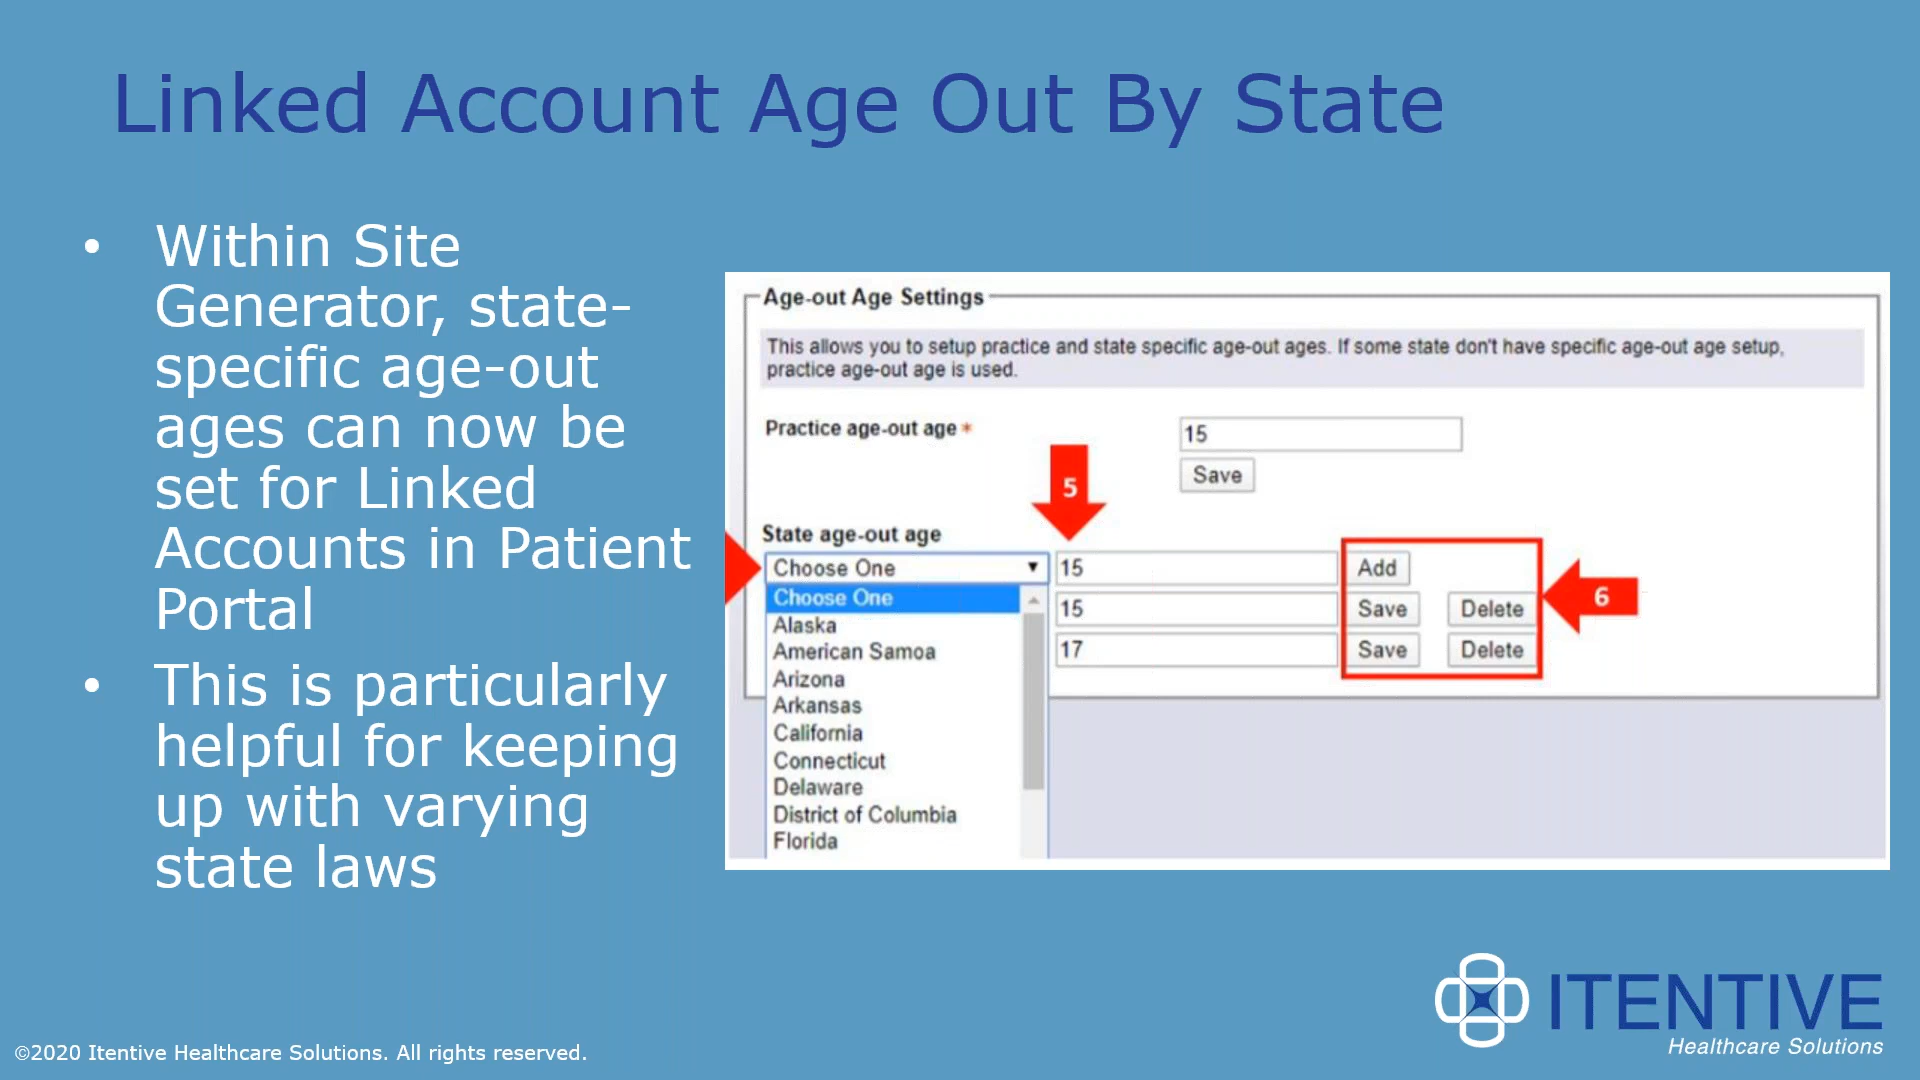 Linked Account Age Out By State
• Within Site
Generator, state-
specific age-out
ages can now be
set for Linked
Accounts in Patient
Portal
• This is particularly
helpful for keeping
up with varying
state laws
Age-out Age Settings
This allows you to setup practice and state specific age-out ages. If some state don't have specific age-out age setup,
practice age-out age is used.
Practice age-out age * 15
Save
5
State age-out age
Choose One 15 Add
Choose One 15 Save Delete 6
Alaska
American Samoa 17 Save Delete
Arizona
Arkansas
California
Connecticut
Delaware
District of Columbia
Florida
ITENTIVE
Healthcare Solutions
©2020 Itentive Healthcare Solutions. All rights reserved.